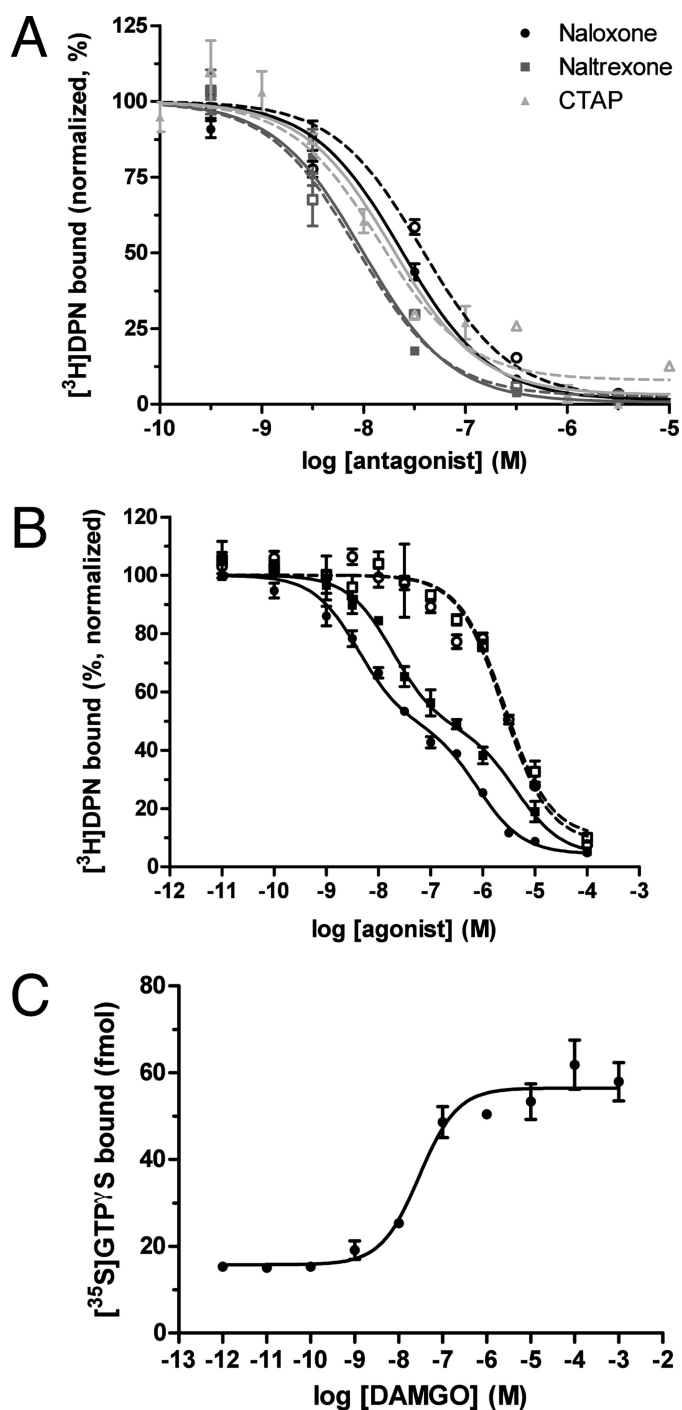 A
[³H]DPN bound (normalized, %)
125
100
75
50
25
0
-10 -9 -8 -7 -6 -5
log [antagonist] (M)
Naloxone
Naltrexone
CTAP
B
[³H]DPN bound (%, normalized)
120
100
80
60
40
20
0
-12 -11 -10 -9 -8 -7 -6 -5 -4 -3
log [agonist] (M)
C
[³⁵S]GTPγS bound (fmol)
80
60
40
20
0
-13 -12 -11 -10 -9 -8 -7 -6 -5 -4 -3 -2
log [DAMGO] (M)